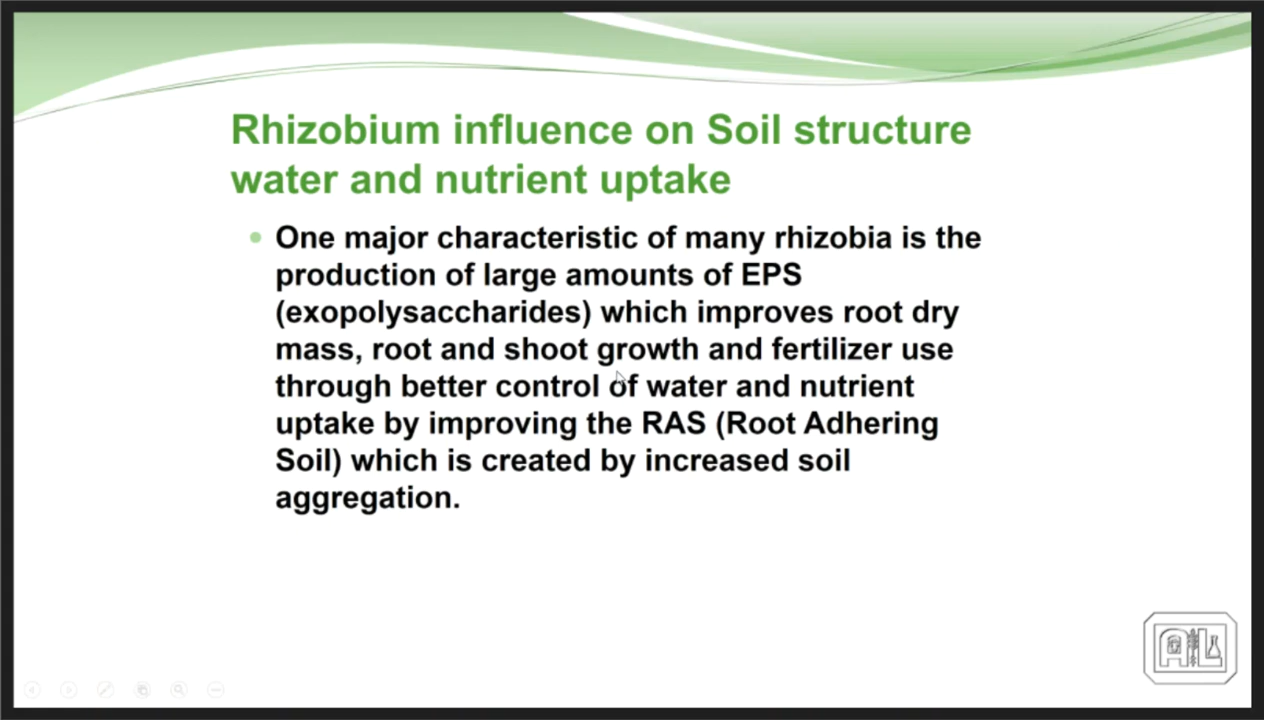 Rhizobium influence on Soil structure
water and nutrient uptake
One major characteristic of many rhizobia is the
production of large amounts of EPS
(exopolysaccharides) which improves root dry
mass, root and shoot growth and fertilizer use
through better control of water and nutrient
uptake by improving the RAS (Root Adhering
Soil) which is created by increased soil
aggregation.